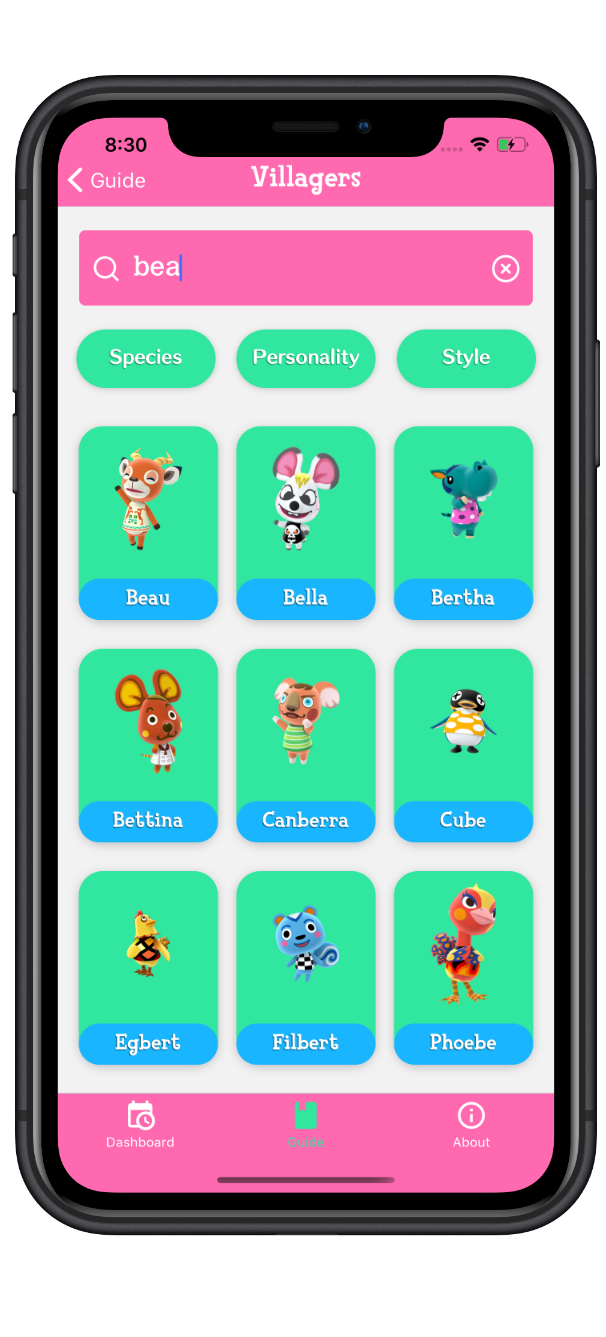 8:30
Guide
Villagers
bea
Species Personality Style
Beau Bella Bertha
Bettina Canberra Cube
Egbert Filbert Phoebe
Dashboard Guide About